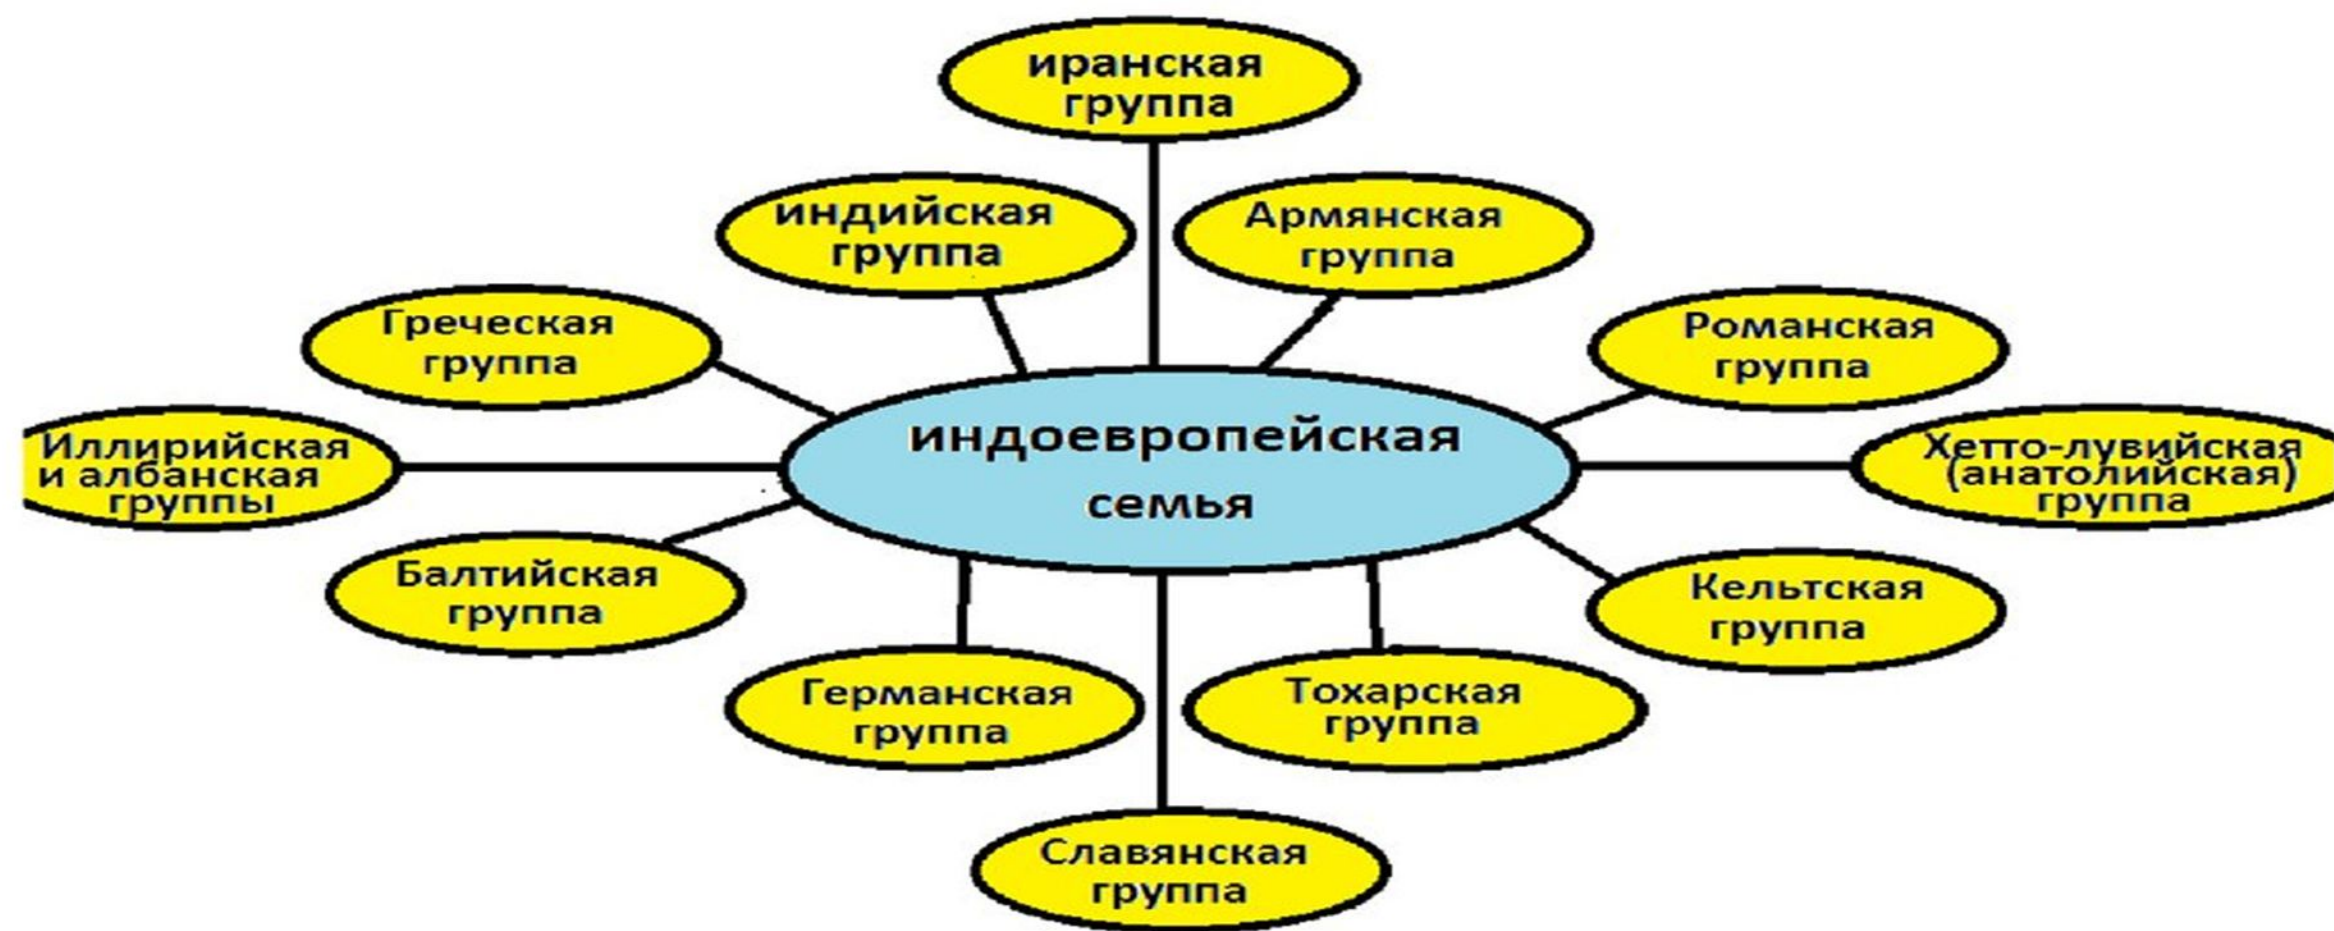 иранская
группа
индийская
группа
Армянская
группа
Греческая
группа
Романская
группа
Иллирийская
и албанская
группы
индоевропейская
семья
Хетто-лувийская
(анатолийская)
группа
Балтийская
группа
Кельтская
группа
Германская
группа
Тохарская
группа
Славянская
группа